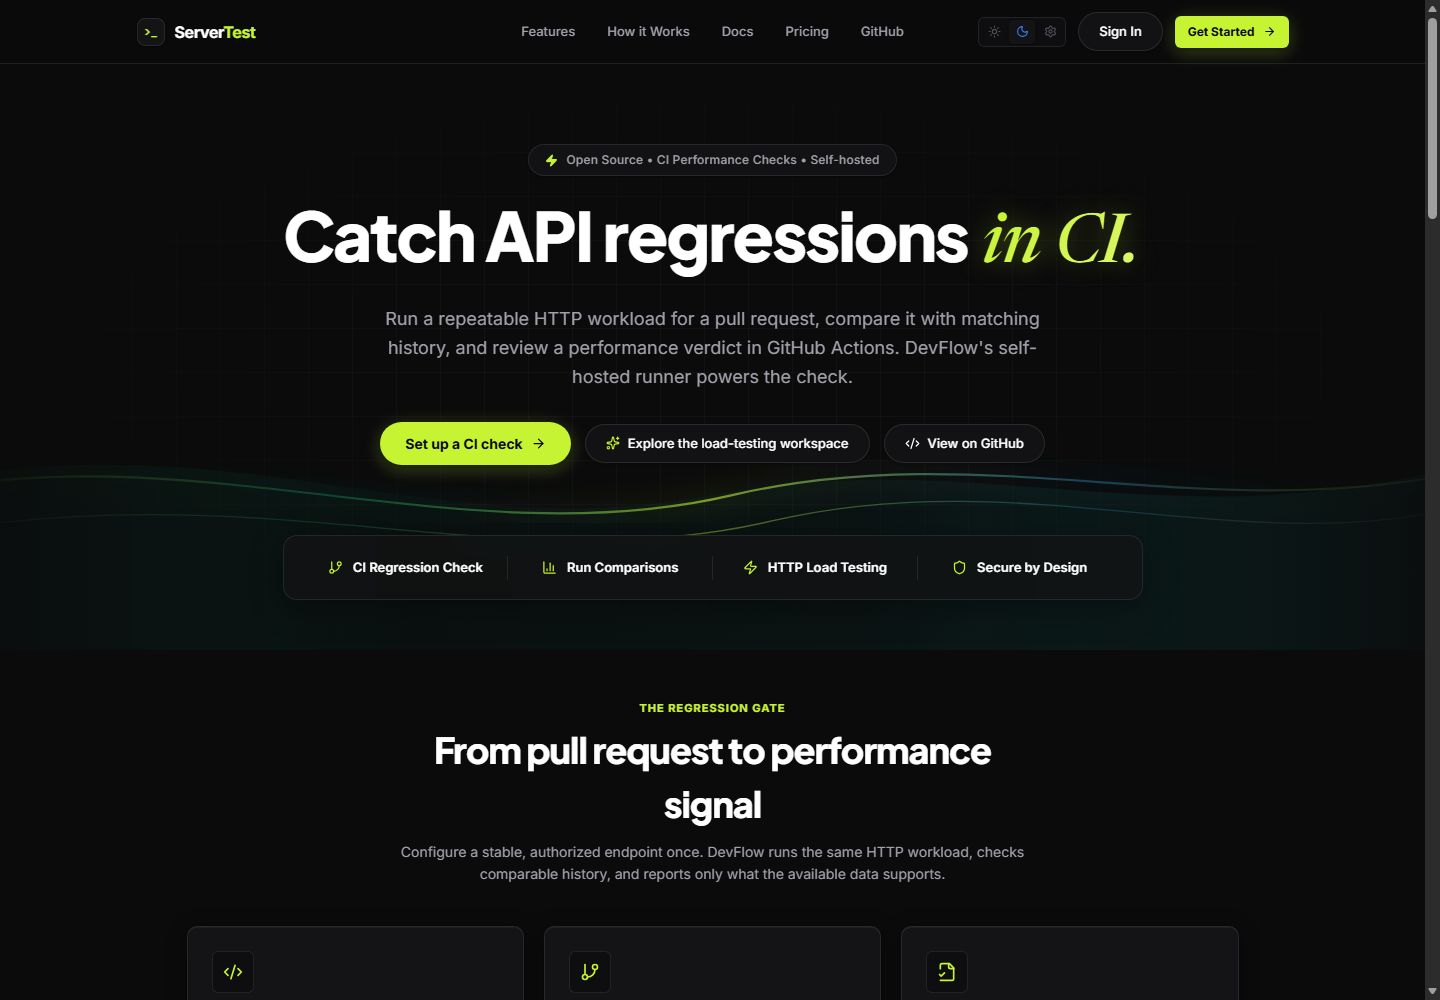 >_ ServerTest
Features
How it Works
Docs
Pricing
GitHub
Sign In
Get Started
Open Source • CI Performance Checks • Self-hosted
Catch API regressions in CI.
Run a repeatable HTTP workload for a pull request, compare it with matching
history, and review a performance verdict in GitHub Actions. DevFlow's self-
hosted runner powers the check.
Set up a CI check
Explore the load-testing workspace
View on GitHub
CI Regression Check
Run Comparisons
HTTP Load Testing
Secure by Design
THE REGRESSION GATE
From pull request to performance
signal
Configure a stable, authorized endpoint once. DevFlow runs the same HTTP workload, checks
comparable history, and reports only what the available data supports.